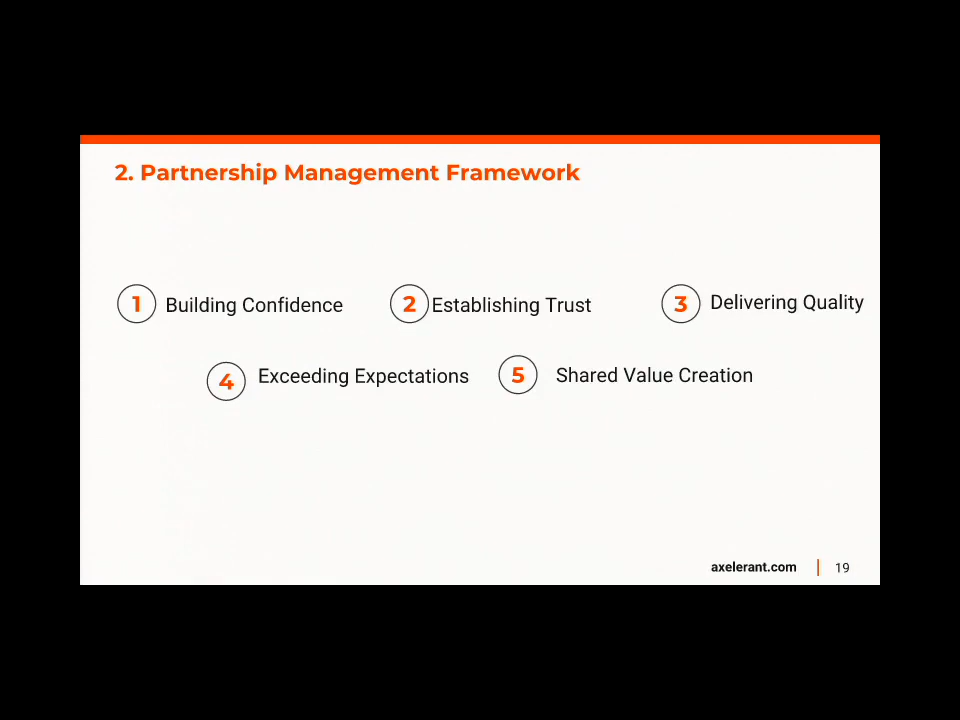 2. Partnership Management Framework
1 Building Confidence 2 Establishing Trust 3 Delivering Quality
4 Exceeding Expectations 5 Shared Value Creation
axelerant.com 19